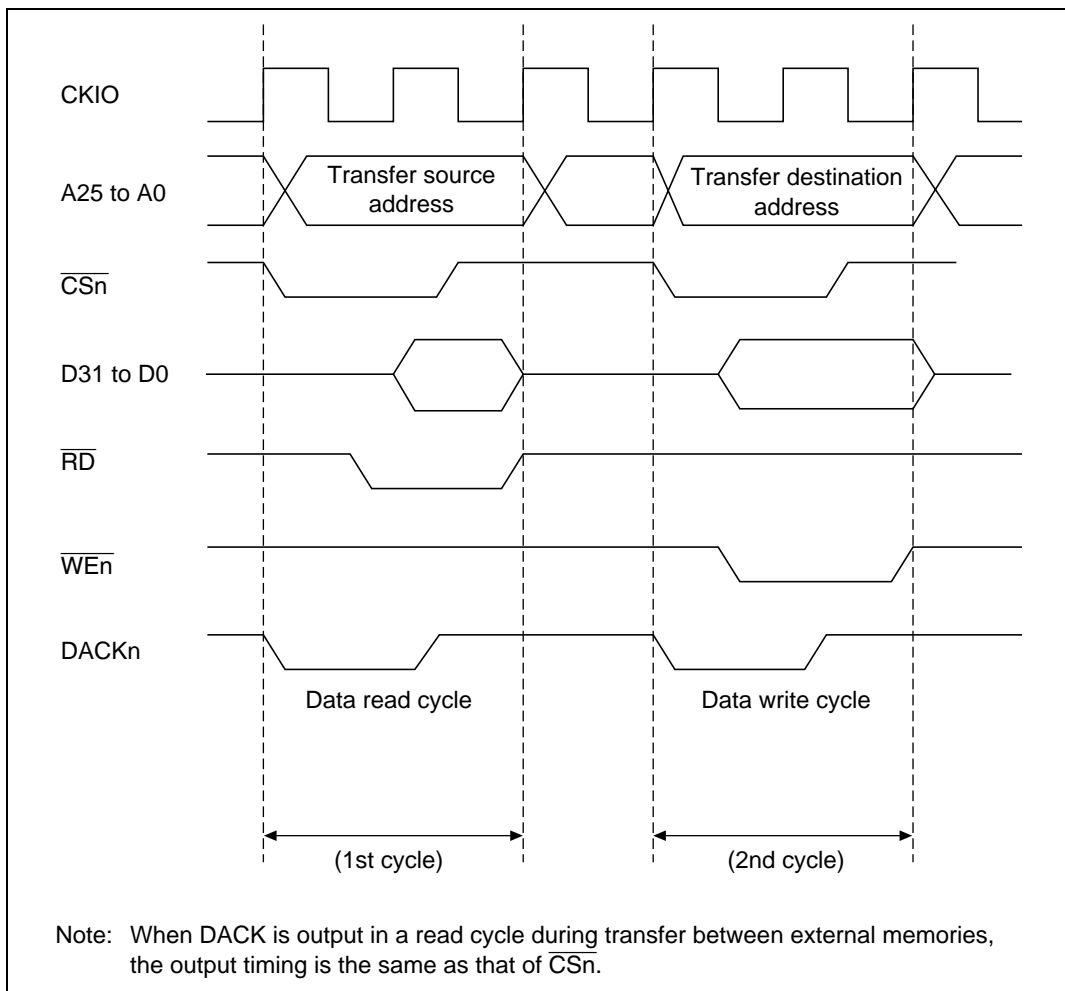 CKIO
A25 to A0
Transfer source
address
Transfer destination
address
CSn
D31 to D0
RD
WEn
DACKn
Data read cycle
Data write cycle
(1st cycle)
(2nd cycle)
Note: When DACK is output in a read cycle during transfer between external memories,
the output timing is the same as that of CSn.